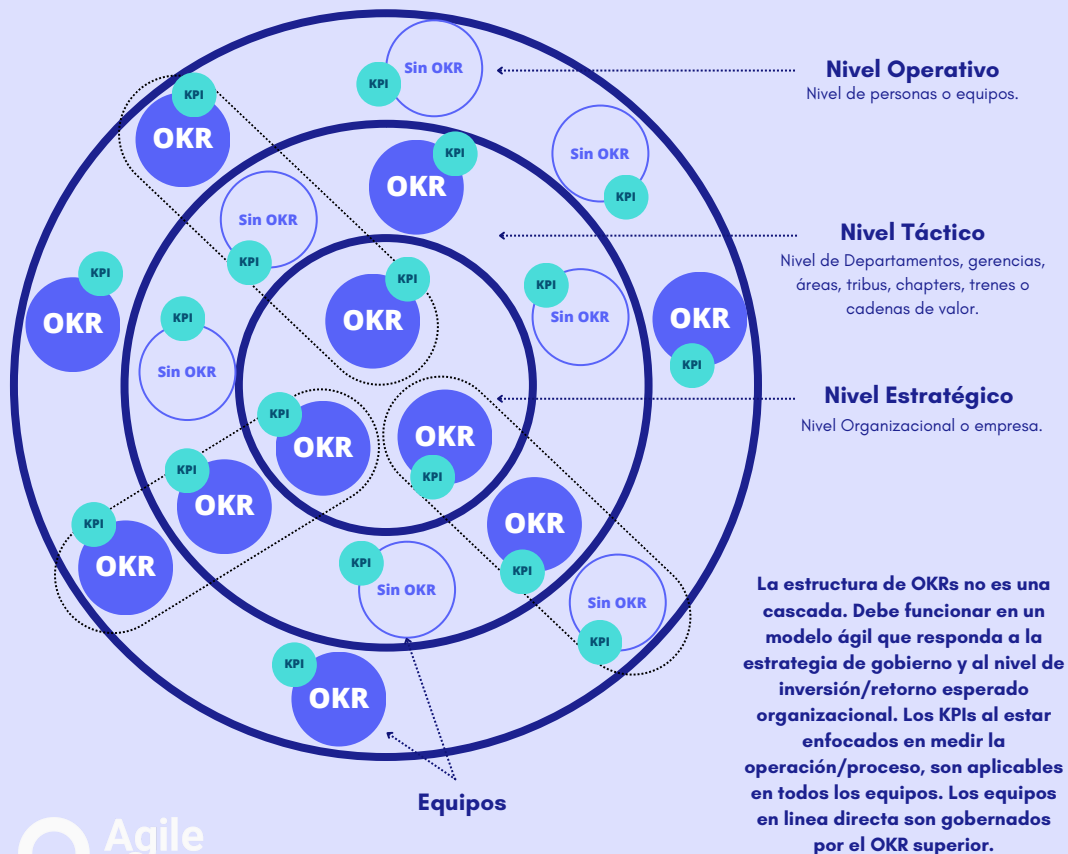 Sin OKR
KPI
Nivel Operativo
Nivel de personas o equipos.
KPI
OKR
Sin OKR
KPI
KPI
OKR
Sin OKR
KPI
Nivel Táctico
Nivel de Departamentos, gerencias,
áreas, tribus, chapters, trenes o
cadenas de valor.
KPI
OKR
KPI
Sin OKR
KPI
OKR
KPI
OKR
KPI
Sin OKR
Nivel Estratégico
Nivel Organizacional o empresa.
KPI
OKR
OKR
KPI
KPI
OKR
OKR
KPI
KPI
OKR
KPI
Sin OKR
Sin OKR
KPI
KPI
OKR
Equipos
La estructura de OKRs no es una
cascada. Debe funcionar en un
modelo ágil que responda a la
estrategia de gobierno y al nivel de
inversión/retorno esperado
organizacional. Los KPIs al estar
enfocados en medir la
operación/proceso, son aplicables
en todos los equipos. Los equipos
en linea directa son gobernados
por el OKR superior.
Agile